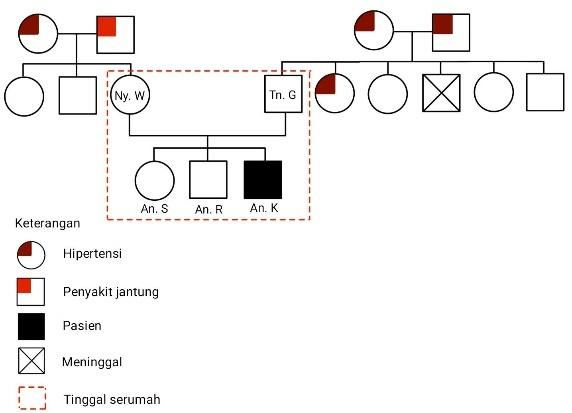 Ny. W
Tn. G
An. S
An. R
An. K
Keterangan
Hipertensi
Penyakit jantung
Pasien
Meninggal
Tinggal serumah